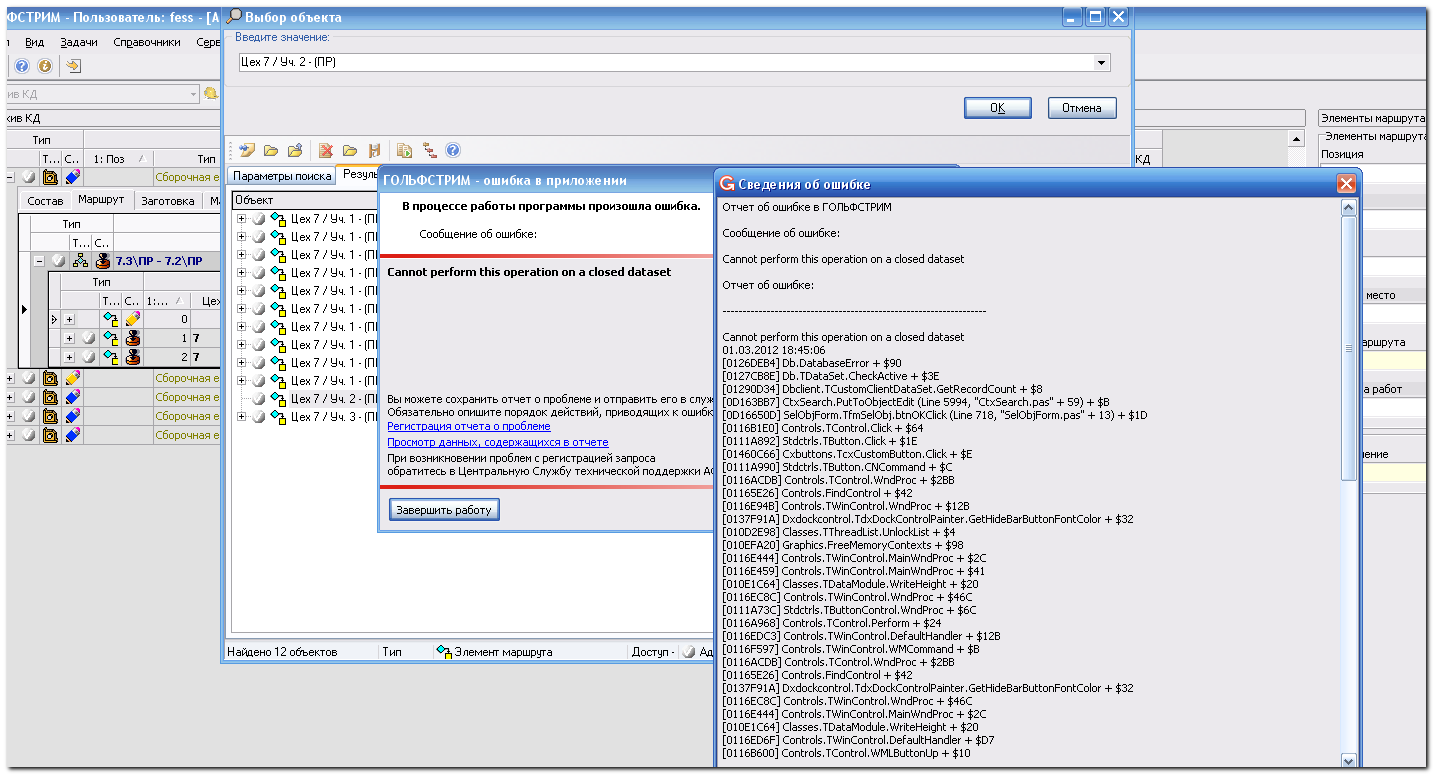 ФСТРИМ - Пользователь: fess - [А
Вид Задачи Справочники Серв
ив КД
ив КД
Тип
Т... С... 1: Поз Тип
Сборочная е
Состав Маршрут Заготовка Ма
Тип
Т... С...
7.3\ПР - 7.2\ПР
Тип
Т... С... 1:... Цех
0
1 7
2 7
Сборочная е
Сборочная е
Сборочная е
Сборочная е
Выбор объекта
Введите значение:
Цех 7 / Уч. 2 - (ПР)
OK
Отмена
Параметры поиска Резуль
Объект
Цех 7 / Уч. 1 - (ПР
Цех 7 / Уч. 1 - (ПР
Цех 7 / Уч. 1 - (ПР
Цех 7 / Уч. 1 - (ПР
Цех 7 / Уч. 1 - (ПР
Цех 7 / Уч. 1 - (ПР
Цех 7 / Уч. 1 - (ПР
Цех 7 / Уч. 1 - (ПР
Цех 7 / Уч. 1 - (ПР
Цех 7 / Уч. 1 - (ПР
Цех 7 / Уч. 2 - (ПР
Цех 7 / Уч. 3 - (ПР
Найдено 12 объектов Тип Элемент маршрута Доступ - Ад
ГОЛЬФСТРИМ - ошибка в приложении
В процессе работы программы произошла ошибка.
Сообщение об ошибке:
Cannot perform this operation on a closed dataset
Вы можете сохранить отчет о проблеме и отправить его в служ
Обязательно опишите порядок действий, приводящих к ошибк
Регистрация отчета о проблеме
Просмотр данных, содержащихся в отчете
При возникновении проблем с регистрацией запроса
обратитесь в Центральную Службу технической поддержки АС
Завершить работу
Сведения об ошибке
Отчет об ошибке в ГОЛЬФСТРИМ
Сообщение об ошибке:
Cannot perform this operation on a closed dataset
Отчет об ошибке:
------------------------------------------------------------------
Cannot perform this operation on a closed dataset
01.03.2012 18:45:06
[0126DEB4] Db.DatabaseError + $90
[0127CB8E] Db.TDataSet.CheckActive + $3E
[01290D34] Dbclient.TCustomClientDataSet.GetRecordCount + $8
[0D163BB7] CtxSearch.PutToObjectEdit (Line 5994, "CtxSearch.pas" + 59) + $B
[0D16650D] SelObjForm.TfmSelObj.btnOKClick (Line 718, "SelObjForm.pas" + 13) + $1D
[0116B1E0] Controls.TControl.Click + $64
[0111A892] Stdctrls.TButton.Click + $1E
[01460C66] Cxbuttons.TcxCustomButton.Click + $E
[0111A990] Stdctrls.TButton.CNCommand + $C
[0116ACDB] Controls.TControl.WndProc + $2BB
[01165E26] Controls.FindControl + $42
[0116E94B] Controls.TWinControl.WndProc + $12B
[0137F91A] Dxdockcontrol.TdxDockControlPainter.GetHideBarButtonFontColor + $32
[010D2E98] Classes.TThreadList.UnlockList + $4
[010EFA20] Graphics.FreeMemoryContexts + $98
[0116E444] Controls.TWinControl.MainWndProc + $2C
[0116E459] Controls.TWinControl.MainWndProc + $41
[010E1C64] Classes.TDataModule.WriteHeight + $20
[0116EC8C] Controls.TWinControl.WndProc + $46C
[0111A73C] Stdctrls.TButtonControl.WndProc + $6C
[0116A968] Controls.TControl.Perform + $24
[0116EDC3] Controls.TWinControl.DefaultHandler + $12B
[0116F597] Controls.TWinControl.WMCommand + $B
[0116ACDB] Controls.TControl.WndProc + $2BB
[01165E26] Controls.FindControl + $42
[0137F91A] Dxdockcontrol.TdxDockControlPainter.GetHideBarButtonFontColor + $32
[0116EC8C] Controls.TWinControl.WndProc + $46C
[0116E444] Controls.TWinControl.MainWndProc + $2C
[010E1C64] Classes.TDataModule.WriteHeight + $20
[0116ED6F] Controls.TWinControl.DefaultHandler + $D7
[0116B600] Controls.TControl.WMLButtonUp + $10
КД
Элементы маршрута
Элементы маршрута
Позиция
место
аршрута
а работ
ение